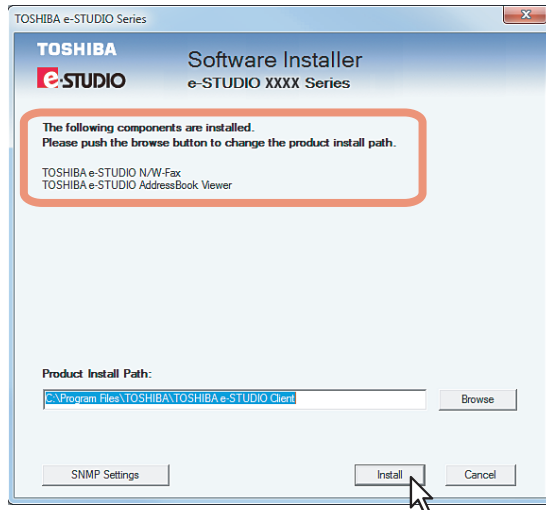 TOSHIBA e-STUDIO Series
TOSHIBA
e-STUDIO
Software Installer
e-STUDIO XXXX Series
The following components are installed.
Please push the browse button to change the product install path.
TOSHIBA e-STUDIO N/W-Fax
TOSHIBA e-STUDIO AddressBook Viewer
Product Install Path:
C:\Program Files\TOSHIBA\TOSHIBA e-STUDIO Client
Browse
SNMP Settings
Install
Cancel